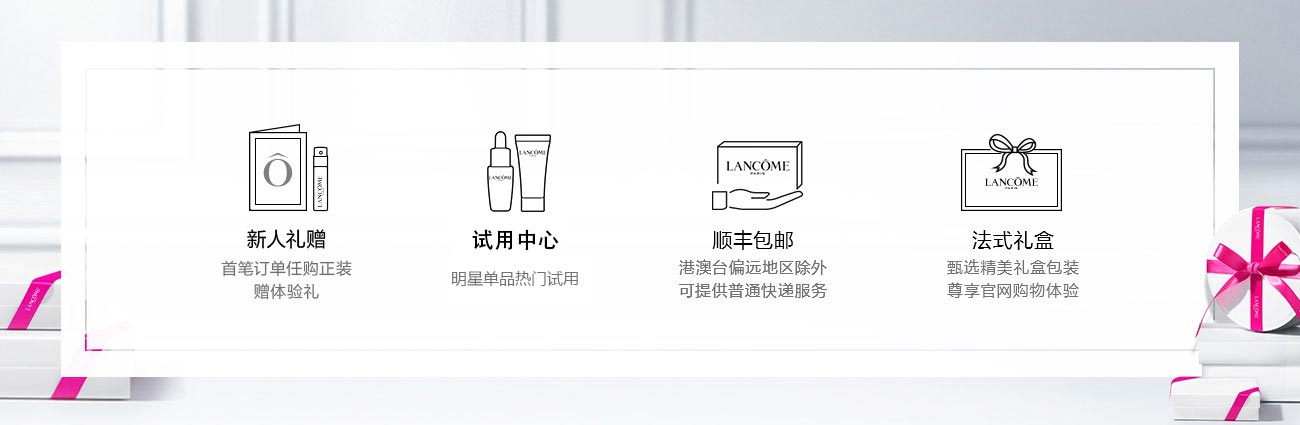 Ô
LANCÔME
LANCÔME
LANCÔME
LANCÔME
PARIS
LANCÔME
PARIS
新人礼赠
试用中心
顺丰包邮
法式礼盒
首笔订单任购正装
赠体验礼
明星单品热门试用
港澳台偏远地区除外
可提供普通快递服务
甄选精美礼盒包装
尊享官网购物体验
LANCÔME
LANCÔME
LANCÔME